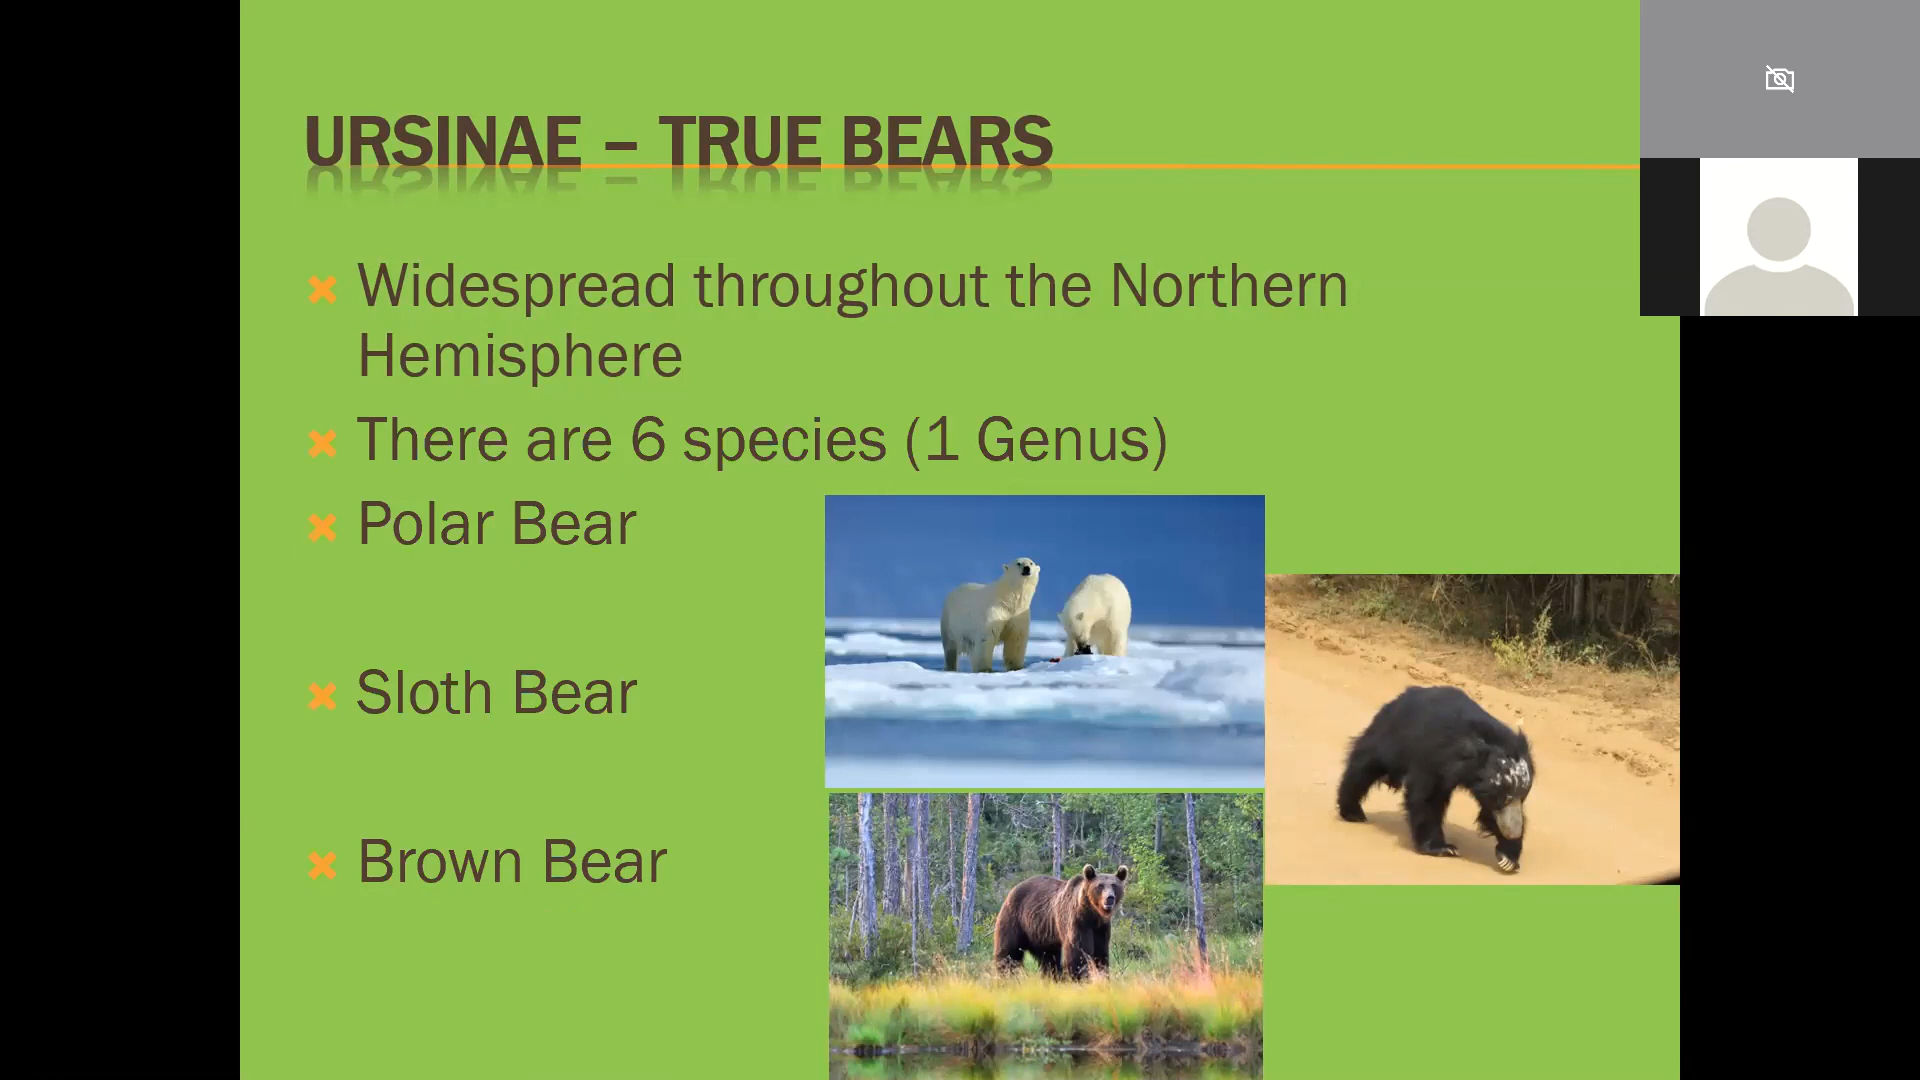 URSINAE – TRUE BEARS
Widespread throughout the Northern
Hemisphere
There are 6 species (1 Genus)
Polar Bear
Sloth Bear
Brown Bear